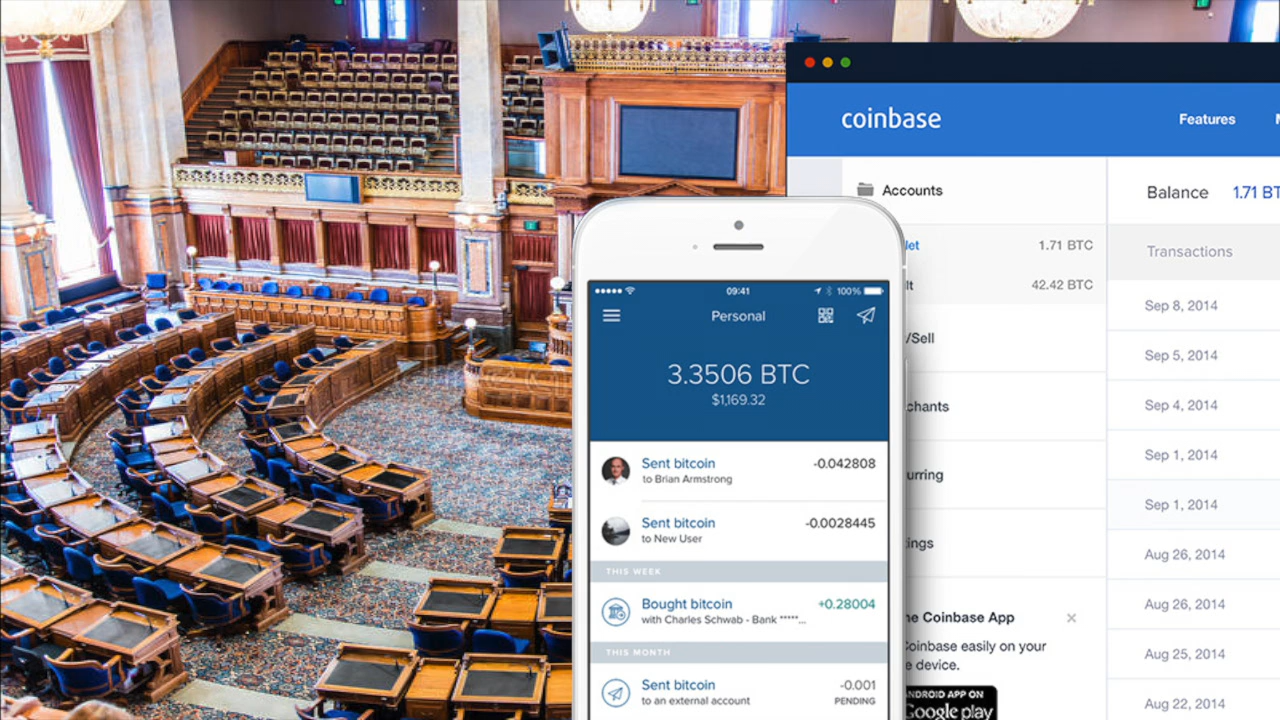 coinbase
Features
Accounts
Balance 1.71 BT
let 1.71 BTC
Transactions
lt 42.42 BTC
/Sell
Sep 8, 2014
Sep 5, 2014
chants
Sep 4, 2014
urring
Sep 1, 2014
Sep 1, 2014
ings
Aug 26, 2014
Aug 26, 2014
he Coinbase App
Coinbase easily on your
e device.
Aug 25, 2014
ANDROID APP ON
Google play
Aug 22, 2014
09:41
100%
Personal
3.3506 BTC
$1,169.32
Sent bitcoin -0.042808
to Brian Armstrong
Sent bitcoin -0.0028445
to New User
THIS WEEK
Bought bitcoin +0.28004
with Charles Schwab - Bank *****...
THIS MONTH
Sent bitcoin -0.001
to an external account PENDING